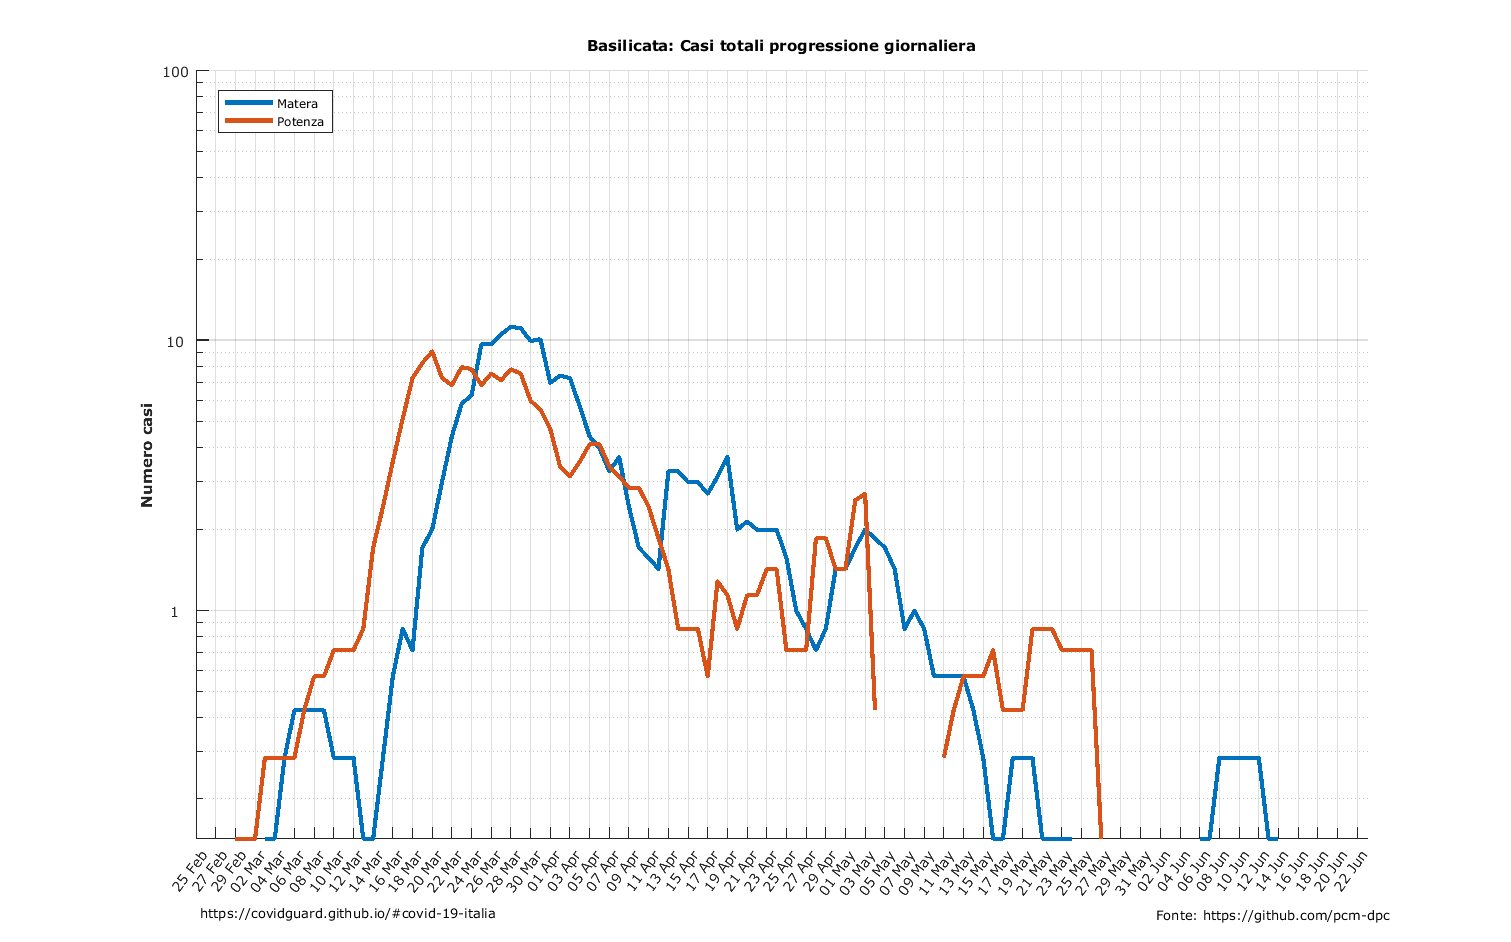 Basilicata: Casi totali progressione giornaliera
100
10
1
Numero casi
Matera
Potenza
25 Feb
27 Feb
29 Feb
02 Mar
04 Mar
06 Mar
08 Mar
10 Mar
12 Mar
14 Mar
16 Mar
18 Mar
20 Mar
22 Mar
24 Mar
26 Mar
28 Mar
30 Mar
01 Apr
03 Apr
05 Apr
07 Apr
09 Apr
11 Apr
13 Apr
15 Apr
17 Apr
19 Apr
21 Apr
23 Apr
25 Apr
27 Apr
29 Apr
01 May
03 May
05 May
07 May
09 May
11 May
13 May
15 May
17 May
19 May
21 May
23 May
25 May
27 May
29 May
31 May
02 Jun
04 Jun
06 Jun
08 Jun
10 Jun
12 Jun
14 Jun
16 Jun
18 Jun
20 Jun
22 Jun
https://covidguard.github.io/#covid-19-italia
Fonte: https://github.com/pcm-dpc